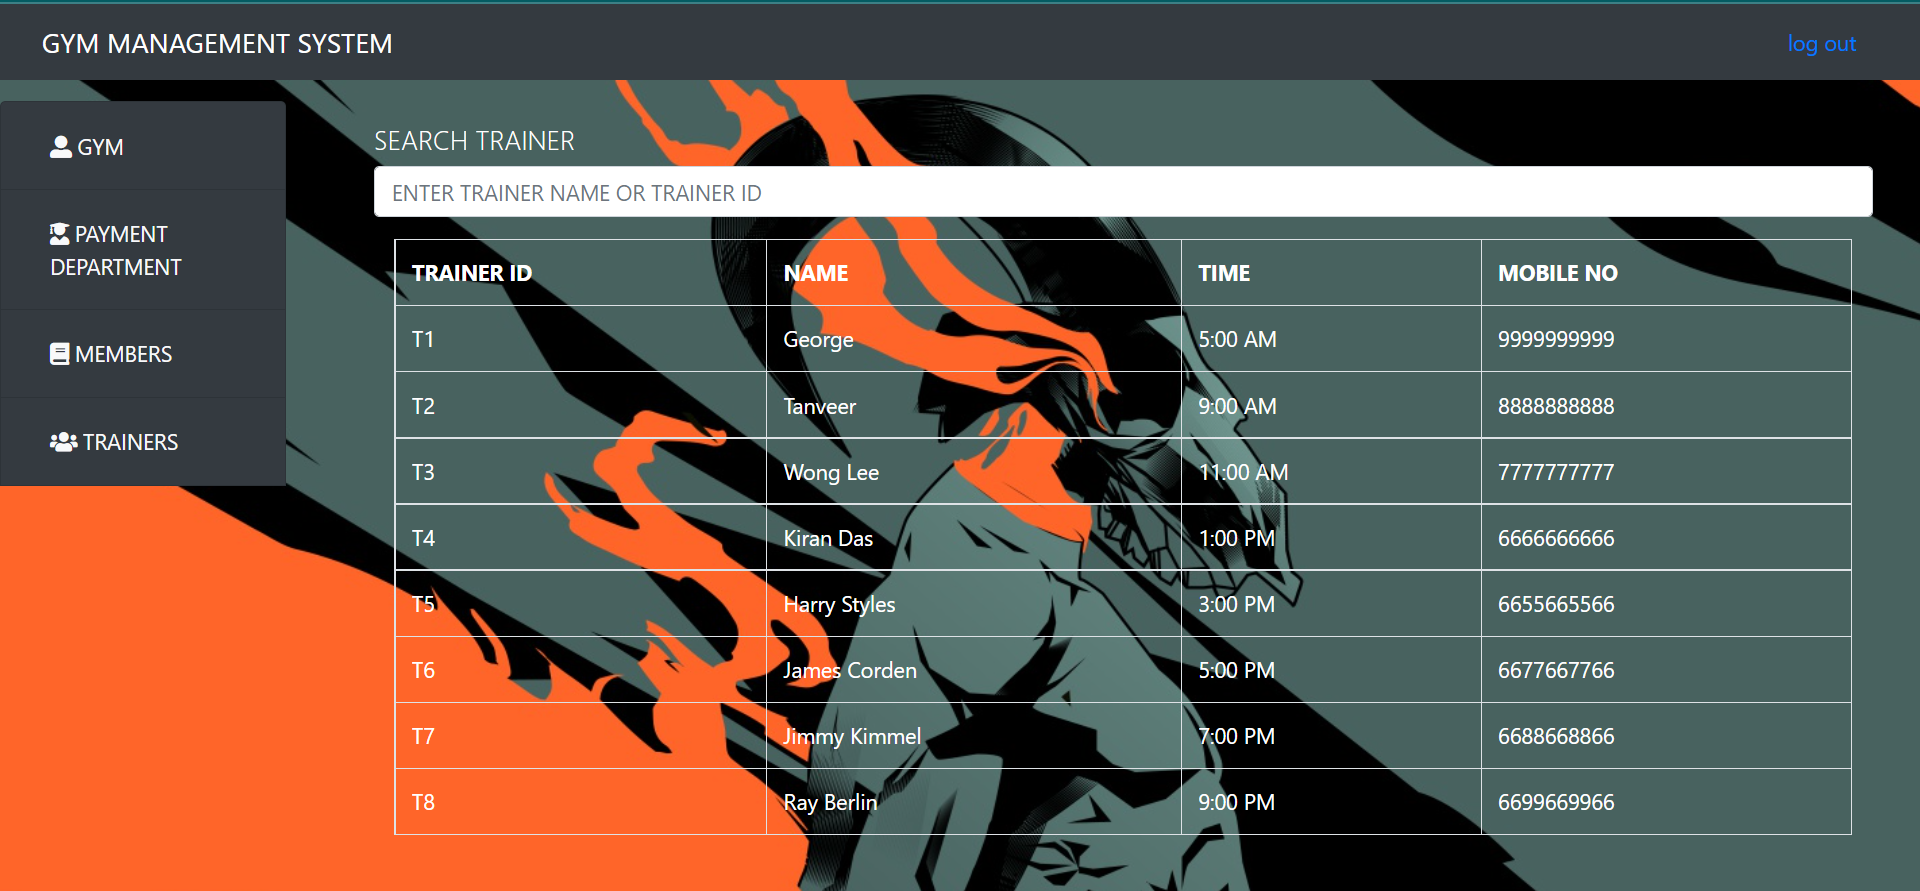 GYM MANAGEMENT SYSTEM log out
GYM
PAYMENT
DEPARTMENT
MEMBERS
TRAINERS
SEARCH TRAINER
ENTER TRAINER NAME OR TRAINER ID
TRAINER ID NAME TIME MOBILE NO
T1 George 5:00 AM 9999999999
T2 Tanveer 9:00 AM 8888888888
T3 Wong Lee 11:00 AM 7777777777
T4 Kiran Das 1:00 PM 6666666666
T5 Harry Styles 3:00 PM 6655665566
T6 James Corden 5:00 PM 6677667766
T7 Jimmy Kimmel 7:00 PM 6688668866
T8 Ray Berlin 9:00 PM 6699669966